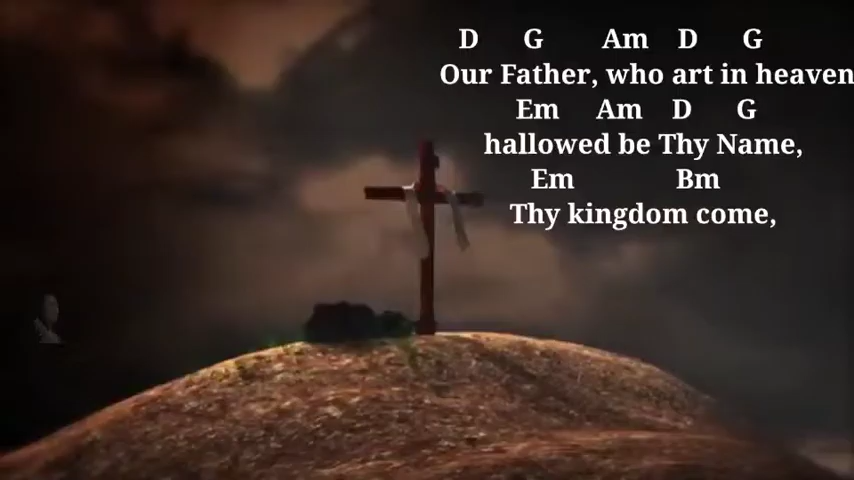 D G Am D G
Our Father, who art in heaven
Em Am D G
hallowed be Thy Name,
Em Bm
Thy kingdom come,